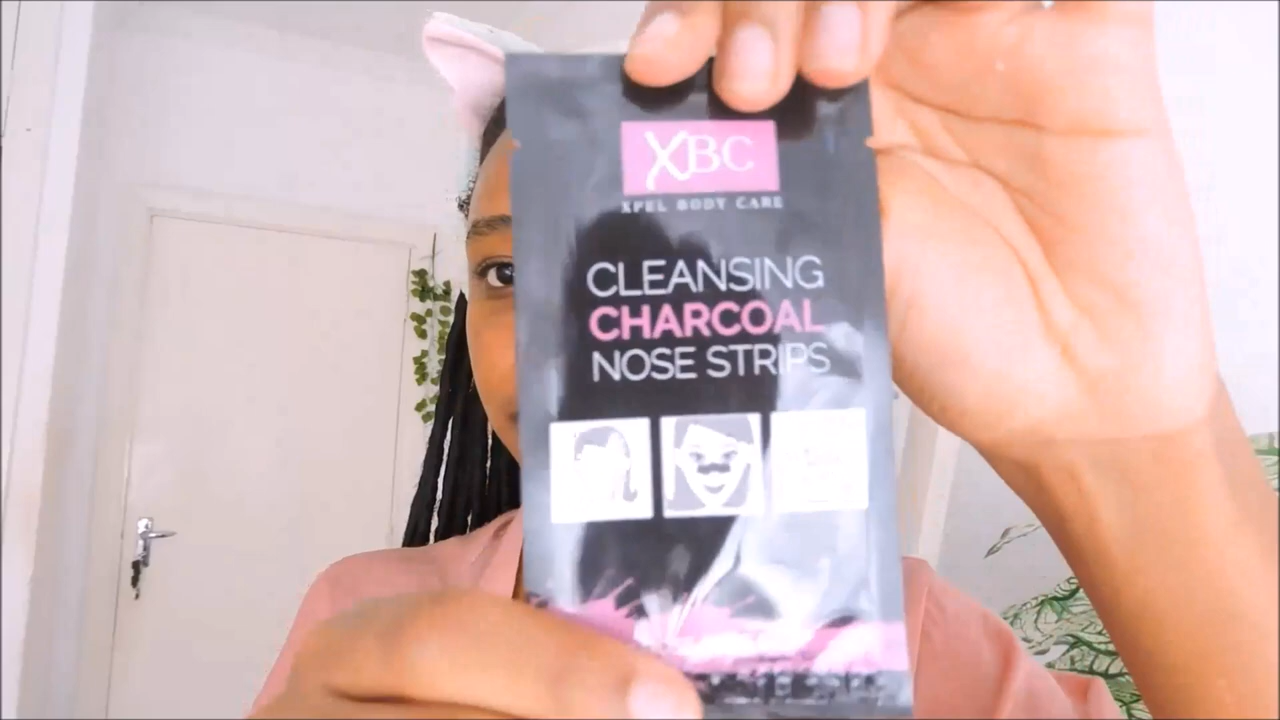 XBC
XPEL BODY CARE
CLEANSING
CHARCOAL
NOSE STRIPS